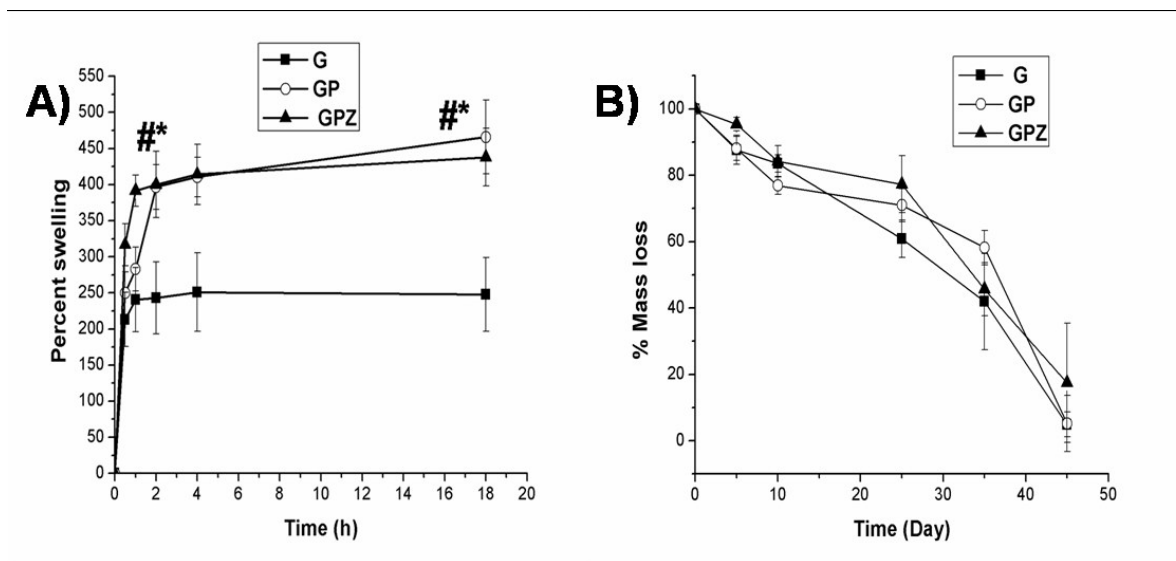 A)
G
GP
GPZ
#*
#*
Percent swelling
550
500
450
400
350
300
250
200
150
100
50
0
0 2 4 6 8 10 12 14 16 18 20
Time (h)
B)
G
GP
GPZ
% Mass loss
100
80
60
40
20
0
0 10 20 30 40 50
Time (Day)